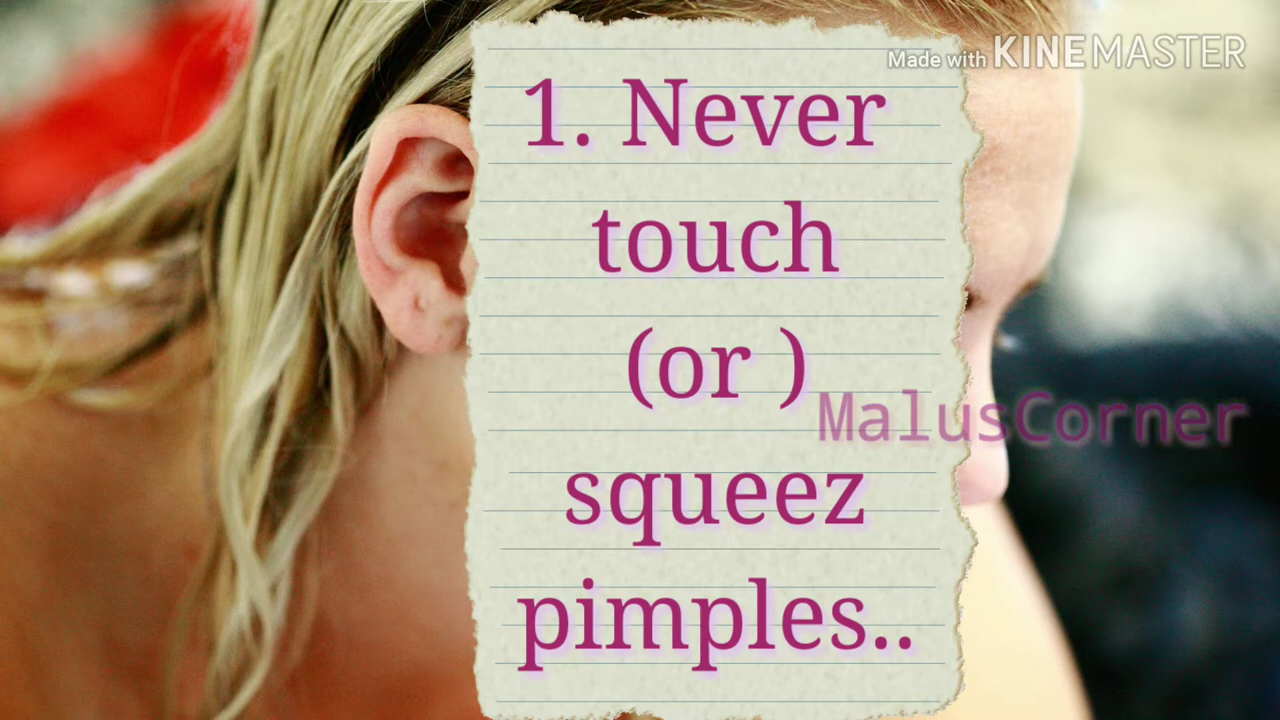 Made with KINEMASTER
1. Never
touch
(or )
MalusCorner
squeez
pimples..